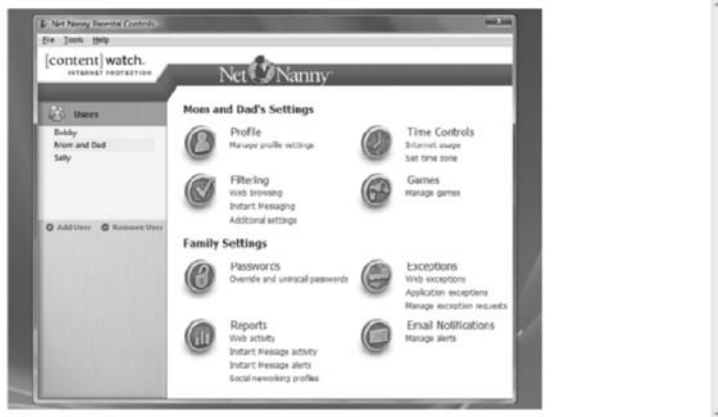 Net Nanny Parental Controls
File Tools Help
[content] watch.
INTERNET PROTECTION
Net Nanny
Users
Bobby
Mom and Dad
Sally
Add User Remove User
Mom and Dad's Settings
Profile
Manage profile settings
Time Controls
Internet usage
Set time zone
Filtering
Web browsing
Instant Messaging
Additional settings
Games
Manage games
Family Settings
Passwords
Override and uninstall passwords
Exceptions
Web exceptions
Application exceptions
Manage exception requests
Reports
Web activity
Instant Message activity
Instant Message alerts
Social neworking profiles
Email Notifications
Manage alerts